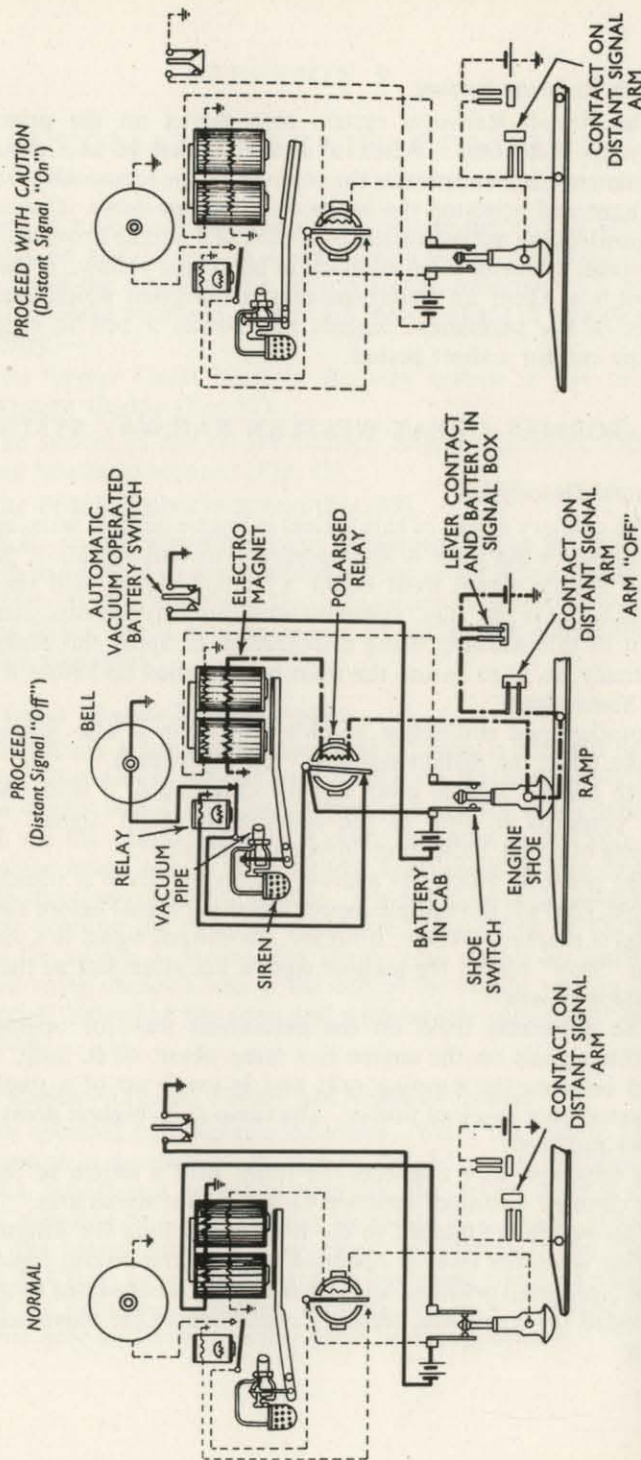 NORMAL
CONTACT ON
DISTANT SIGNAL
ARM
PROCEED
(Distant Signal "Off")
BELL
RELAY
VACUUM
PIPE
SIREN
AUTOMATIC
VACUUM OPERATED
BATTERY SWITCH
ELECTRO
MAGNET
POLARISED
RELAY
BATTERY
IN CAB
SHOE
SWITCH
ENGINE
SHOE
RAMP
LEVER CONTACT
AND BATTERY IN
SIGNAL BOX
CONTACT ON
DISTANT SIGNAL
ARM
ARM "OFF"
PROCEED WITH CAUTION
(Distant Signal "On")
CONTACT ON
DISTANT SIGNAL
ARM